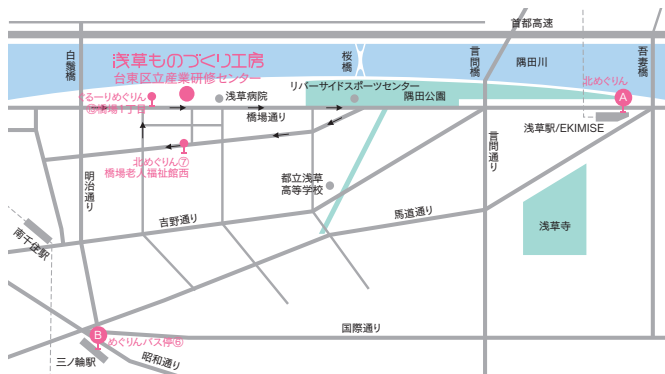 首都高速
白鬚橋
浅草ものづくり工房
台東区立産業研修センター
桜橋
言問橋
隅田川
吾妻橋
北めぐりん
A
ぐるーりめぐりん
橋場1丁目
浅草病院
リバーサイドスポーツセンター
隅田公園
橋場通り
浅草駅/EKIMISE
北めぐりん⑦
橋場老人福祉館西
明治通り
都立浅草
高等学校
言問通り
吉野通り
馬道通り
浅草寺
南千住駅
国際通り
B
めぐりんバス停⑥
三ノ輪駅
昭和通り